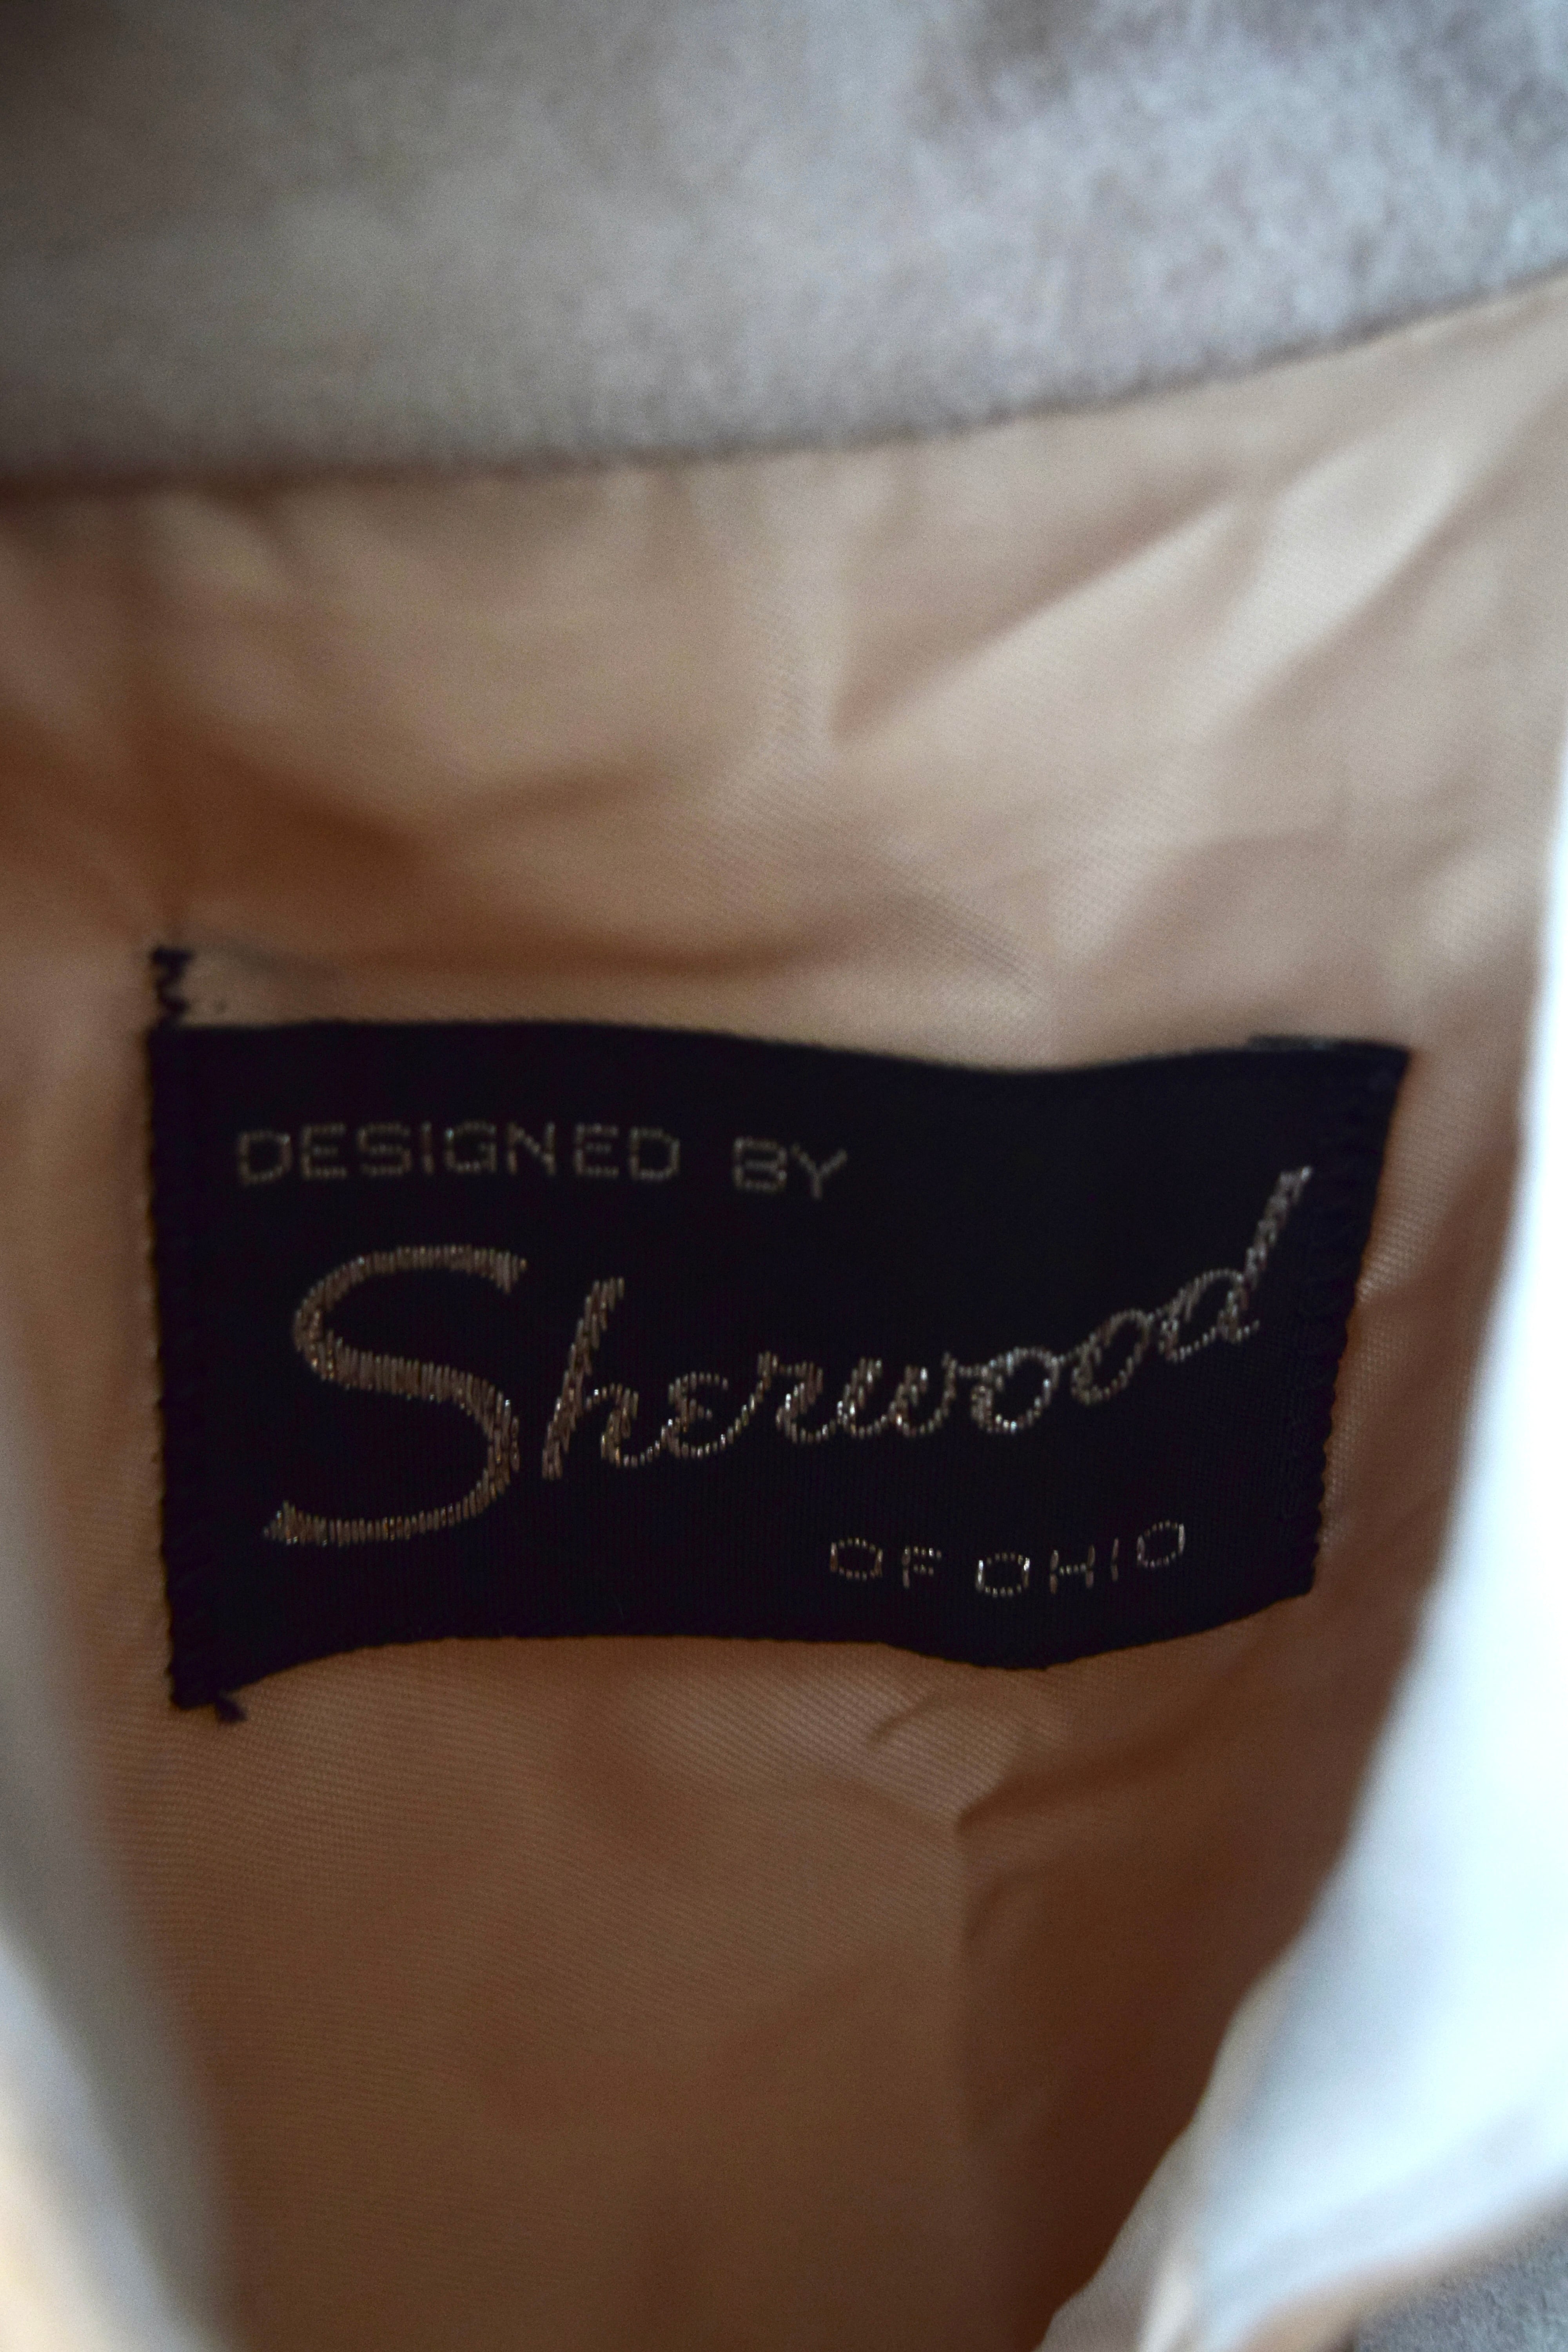 DESIGNED BY
Sherwood
OF OHIO